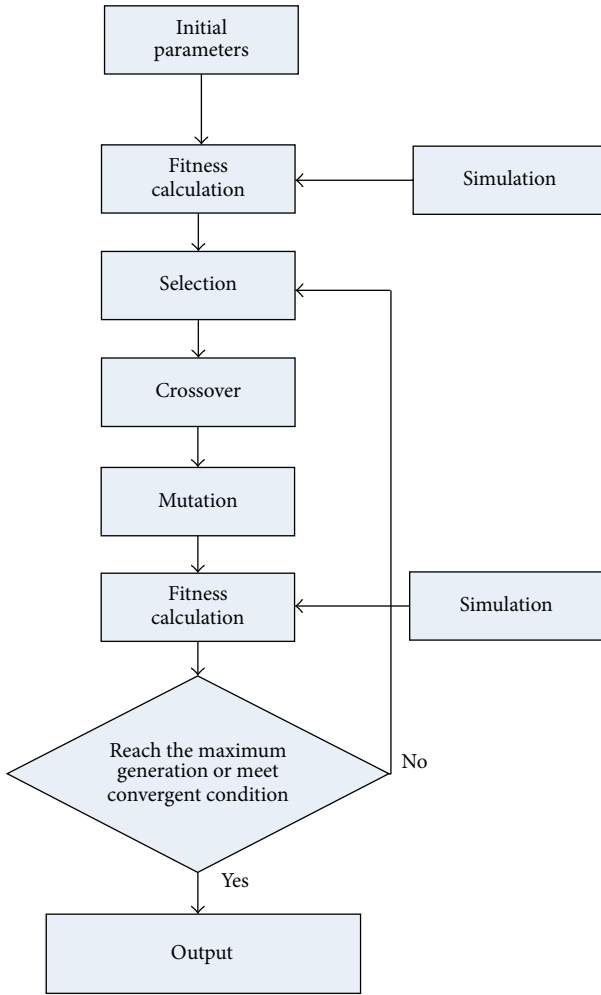 Initial
parameters
Fitness
calculation
Simulation
Selection
Crossover
Mutation
Fitness
calculation
Simulation
Reach the maximum
generation or meet
convergent condition
No
Yes
Output